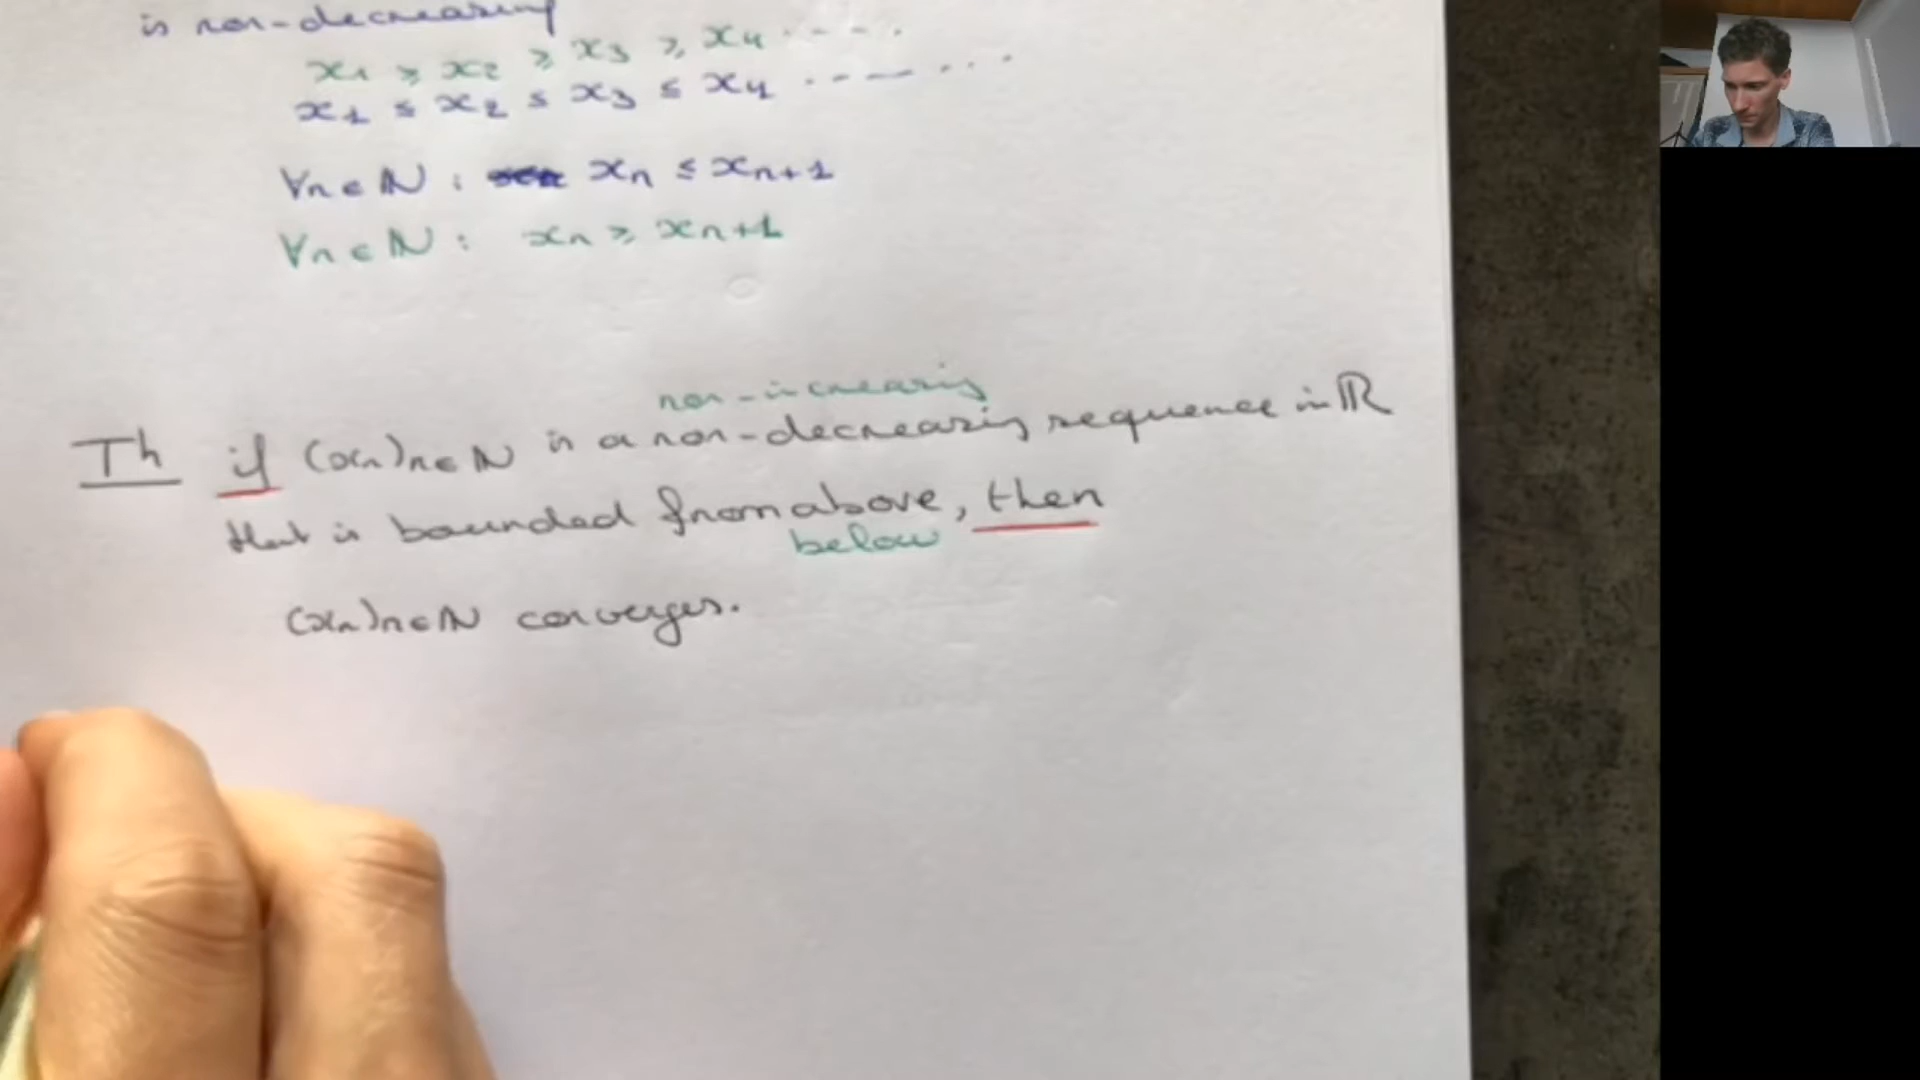 is non-decreasing
x1 ≥ x2 ≥ x3 ≥ x4 - - - .
x1 ≤ x2 ≤ x3 ≤ x4 . - - - . . .
∀n∈ℕ : xn ≤ xn+1
∀n∈ℕ : xn ≥ xn+1
non-increasing
Th if (xn)n∈ℕ is a non-decreasing sequence in ℝ
that is bounded from above, then
below
(xn)n∈ℕ converges.